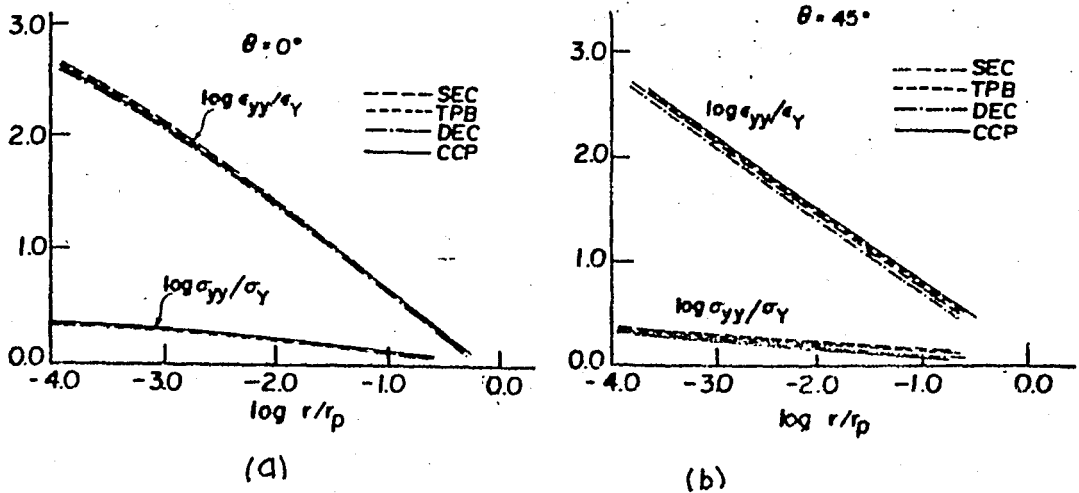 θ = 0°
3.0
2.0
1.0
0.0
log ϵyy/ϵY
log σyy/σY
SEC
TPB
DEC
CCP
-4.0 -3.0 -2.0 -1.0 0.0
log r/rp
(a)
θ = 45°
3.0
2.0
1.0
0.0
log ϵyy/ϵY
log σyy/σY
SEC
TPB
DEC
CCP
-4.0 -3.0 -2.0 -1.0 0.0
log r/rp
(b)